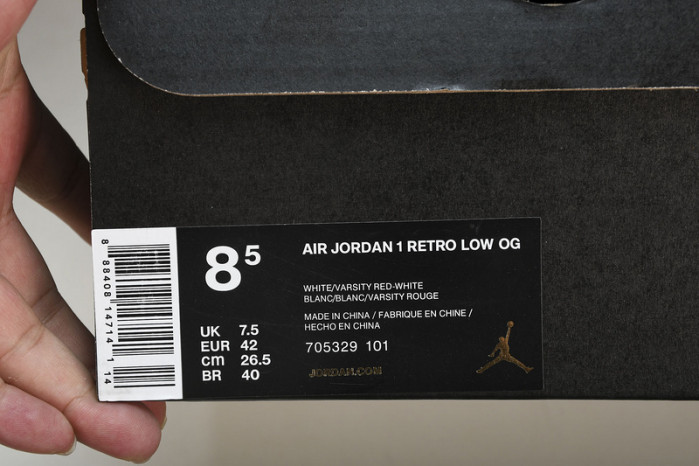 8 88408 14714 1 14
8 5
UK 7.5
EUR 42
cm 26.5
BR 40
AIR JORDAN 1 RETRO LOW OG
WHITE/VARSITY RED-WHITE
BLANC/BLANC/VARSITY ROUGE
MADE IN CHINA / FABRIQUE EN CHINE /
HECHO EN CHINA
705329 101
JORDAN.COM